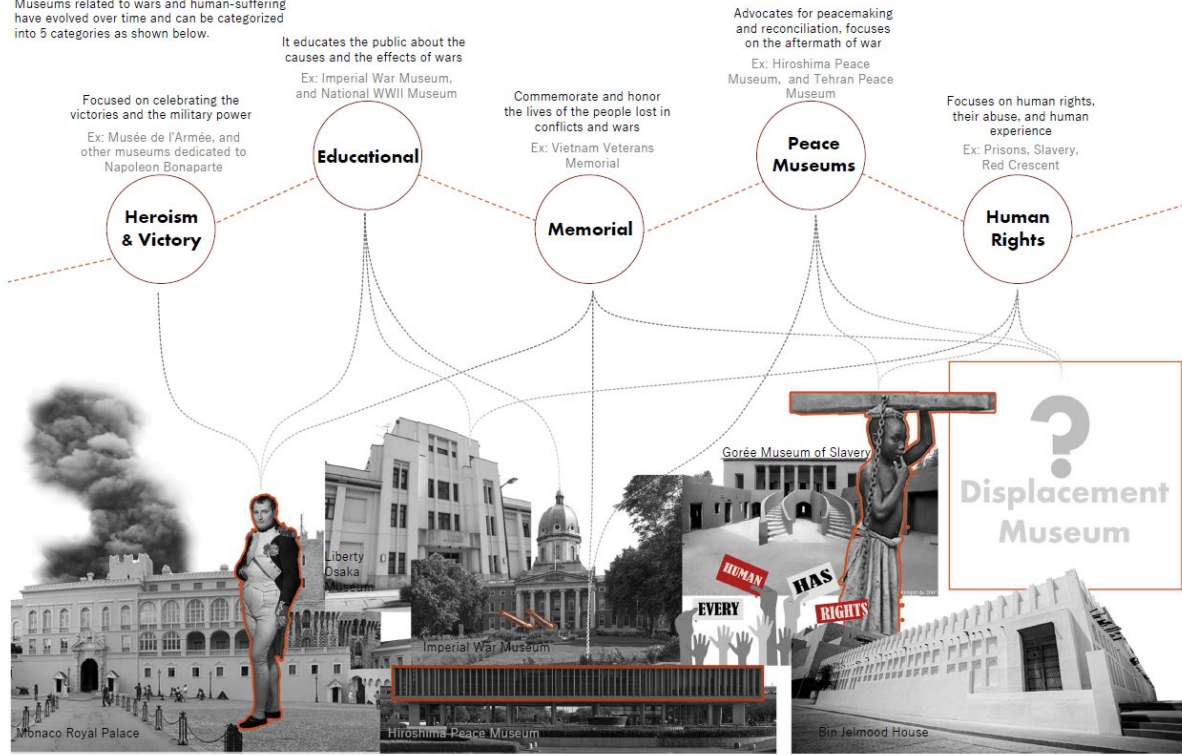 Museums related to wars and human-suffering
have evolved over time and can be categorized
into 5 categories as shown below.
Focused on celebrating the
victories and the military power
Ex: Musée de l'Armée, and
other museums dedicated to
Napoleon Bonaparte
Heroism
& Victory
It educates the public about the
causes and the effects of wars
Ex: Imperial War Museum,
and National WWII Museum
Educational
Commemorate and honor
the lives of the people lost in
conflicts and wars
Ex: Vietnam Veterans
Memorial
Memorial
Advocates for peacemaking
and reconciliation, focuses
on the aftermath of war
Ex: Hiroshima Peace
Museum, and Tehran Peace
Museum
Peace
Museums
Focuses on human rights,
their abuse, and human
experience
Ex: Prisons, Slavery,
Red Crescent
Human
Rights
Monaco Royal Palace
Liberty
Osaka
Museum
Imperial War Museum
Hiroshima Peace Museum
Gorée Museum of Slavery
EVERY
HUMAN
HAS
RIGHTS
?
Displacement
Museum
Bin Jelmood House